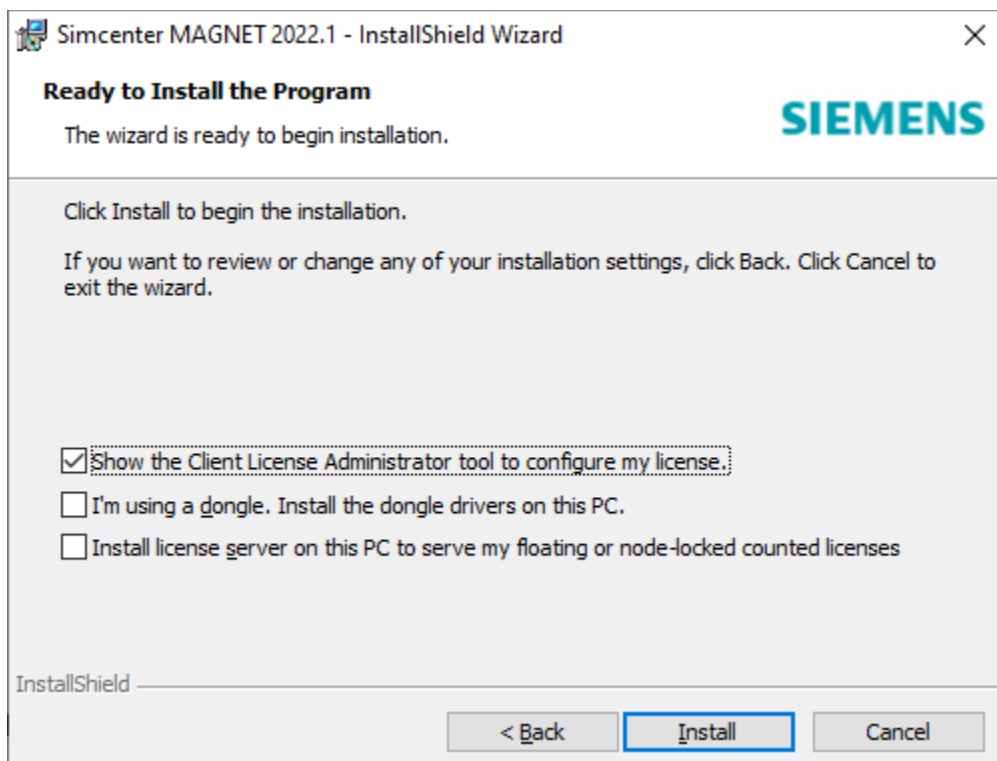 Simcenter MAGNET 2022.1 - InstallShield Wizard
Ready to Install the Program
The wizard is ready to begin installation.
SIEMENS
Click Install to begin the installation.
If you want to review or change any of your installation settings, click Back. Click Cancel to
exit the wizard.
Show the Client License Administrator tool to configure my license.
I'm using a dongle. Install the dongle drivers on this PC.
Install license server on this PC to serve my floating or node-locked counted licenses
InstallShield
< Back
Install
Cancel